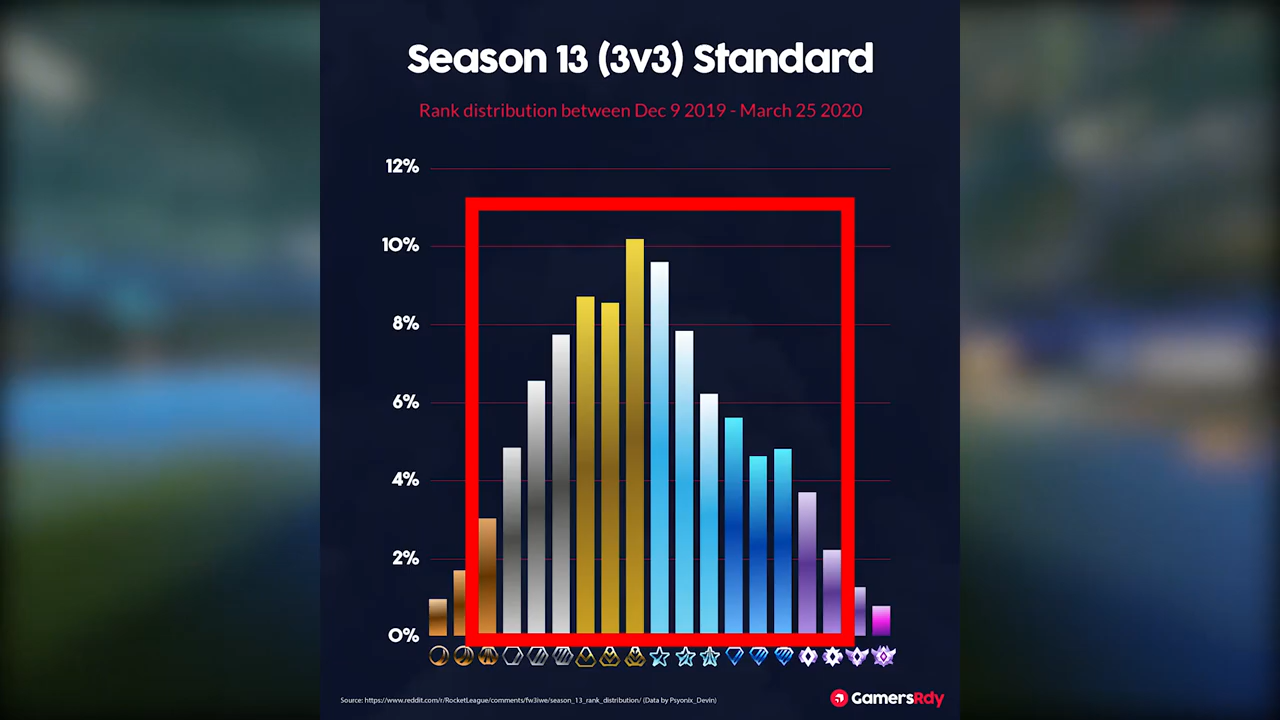 Season 13 (3v3) Standard
Rank distribution between Dec 9 2019 - March 25 2020
12%
10%
8%
6%
4%
2%
0%
Source: https://www.reddit.com/r/RocketLeague/comments/fw3iwe/season_13_rank_distribution/ (Data by Psyonix_Devin)
GamersRdy